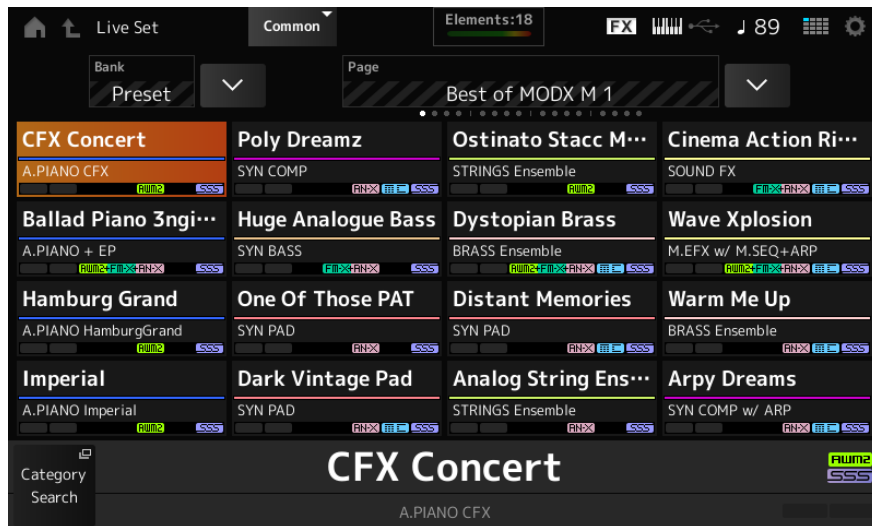 Live Set
Common
Elements:18
FX
89
Bank
Preset
Page
Best of MODX M 1
CFX Concert
A.PIANO CFX
AWM2 SSS
Poly Dreamz
SYN COMP
AN-X SSS
Ostinato Stacc M···
STRINGS Ensemble
AWM2 SSS
Cinema Action Ri···
SOUND FX
FM-X+AN-X SSS
Ballad Piano 3ngi···
A.PIANO + EP
AWM2+FM-X+AN-X SSS
Huge Analogue Bass
SYN BASS
FM-X+AN-X SSS
Dystopian Brass
BRASS Ensemble
AWM2+FM-X+AN-X SSS
Wave Xplosion
M.EFX w/ M.SEQ+ARP
AWM2+FM-X+AN-X SSS
Hamburg Grand
A.PIANO HamburgGrand
AWM2 SSS
One Of Those PAT
SYN PAD
AN-X SSS
Distant Memories
SYN PAD
AN-X SSS
Warm Me Up
BRASS Ensemble
AN-X SSS
Imperial
A.PIANO Imperial
AWM2 SSS
Dark Vintage Pad
SYN PAD
AN-X SSS
Analog String Ens···
STRINGS Ensemble
AN-X SSS
Arpy Dreams
SYN COMP w/ ARP
AN-X SSS
Category
Search
CFX Concert
A.PIANO CFX
AWM2
SSS